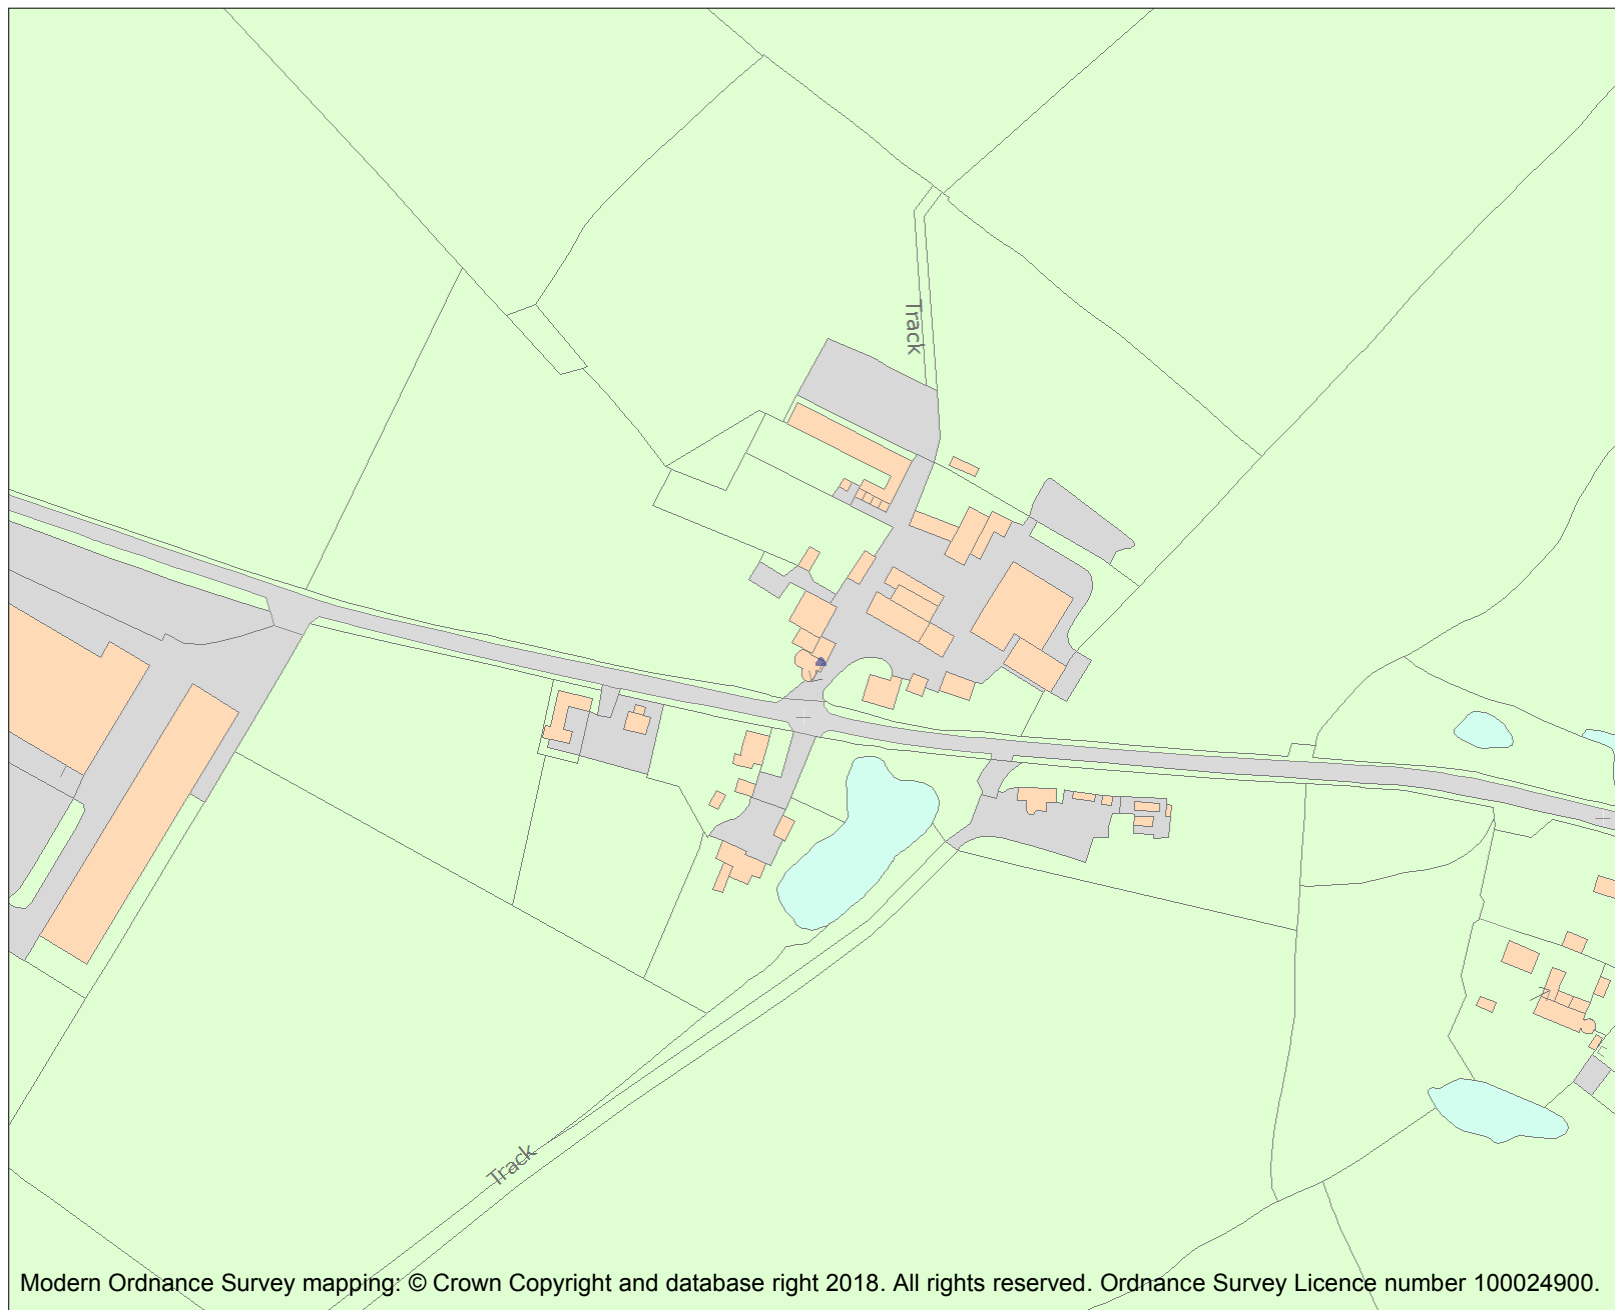 Track
Track
Modern Ordnance Survey mapping: © Crown Copyright and database right 2018. All rights reserved. Ordnance Survey Licence number 100024900.